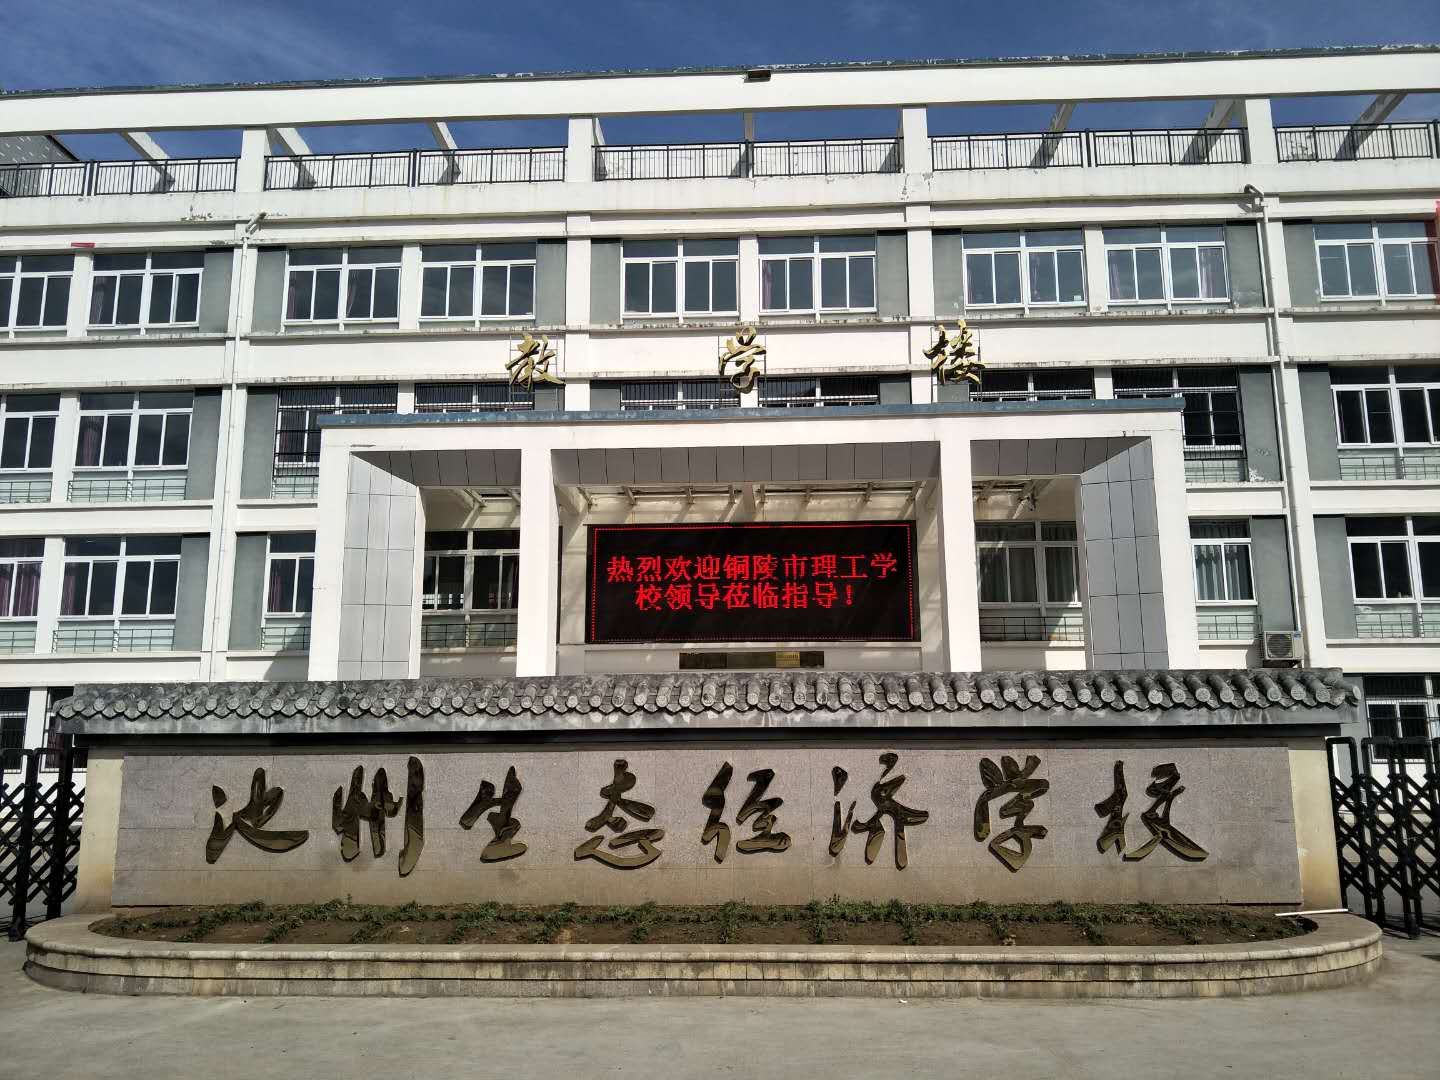 教学楼
热烈欢迎铜陵市理工学
校领导莅临指导！
池州生态经济学校